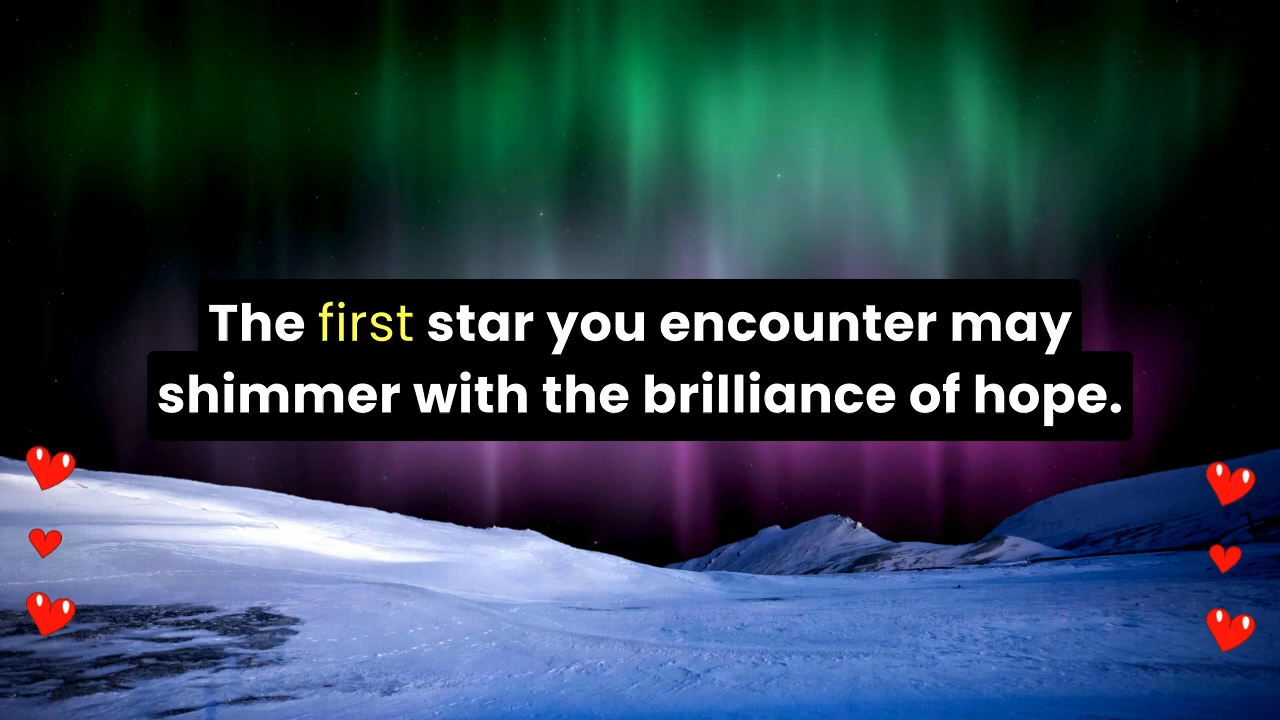 The first star you encounter may
shimmer with the brilliance of hope.